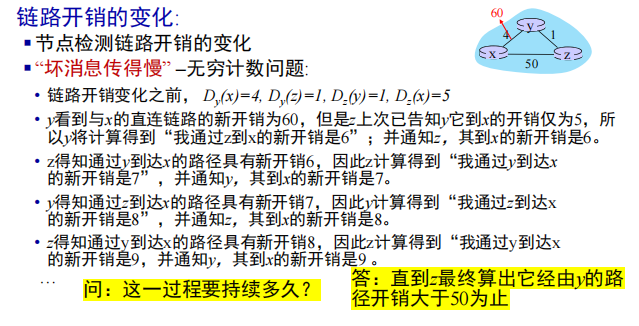 链路开销的变化:
60
y
4
1
x
z
50
▪ 节点检测链路开销的变化
▪ “坏消息传得慢” –无穷计数问题:
• 链路开销变化之前， Dy(x)=4, Dy(z)=1, Dz(y)=1, Dz(x)=5
• y看到与x的直连链路的新开销为60，但是z上次已告知y它到x的开销仅为5，所
以y将计算得到“我通过z到x的新开销是6”；并通知z，其到x的新开销是6。
• z得知通过y到达x的路径具有新开销6，因此z计算得到“我通过y到达x
的新开销是7”，并通知y，其到x的新开销是7。
• y得知通过z到达x的路径具有新开销7，因此y计算得到“我通过z到达x
的新开销是8”，并通知z，其到x的新开销是8。
• z得知通过y到达x的路径具有新开销8，因此z计算得到“我通过y到达x
的新开销是9，并通知y，其到x的新开销是9 。
…
问：这一过程要持续多久？
答：直到z最终算出它经由y的路
径开销大于50为止